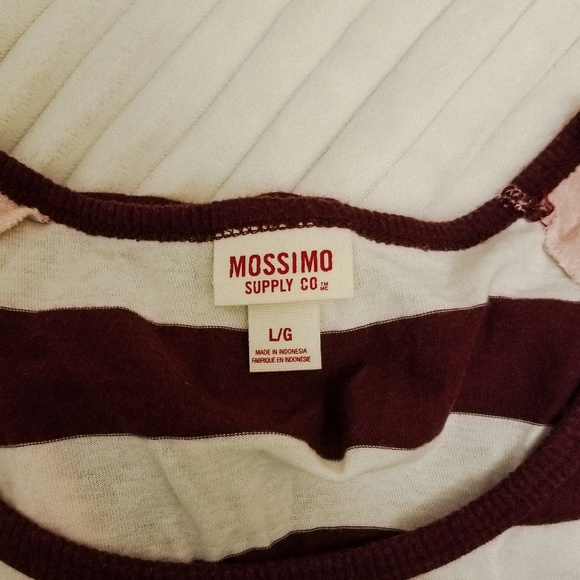 MOSSIMO
SUPPLY CO TM MC
L/G
MADE IN INDONESIA
FABRIQUÉ EN INDONÉSIE